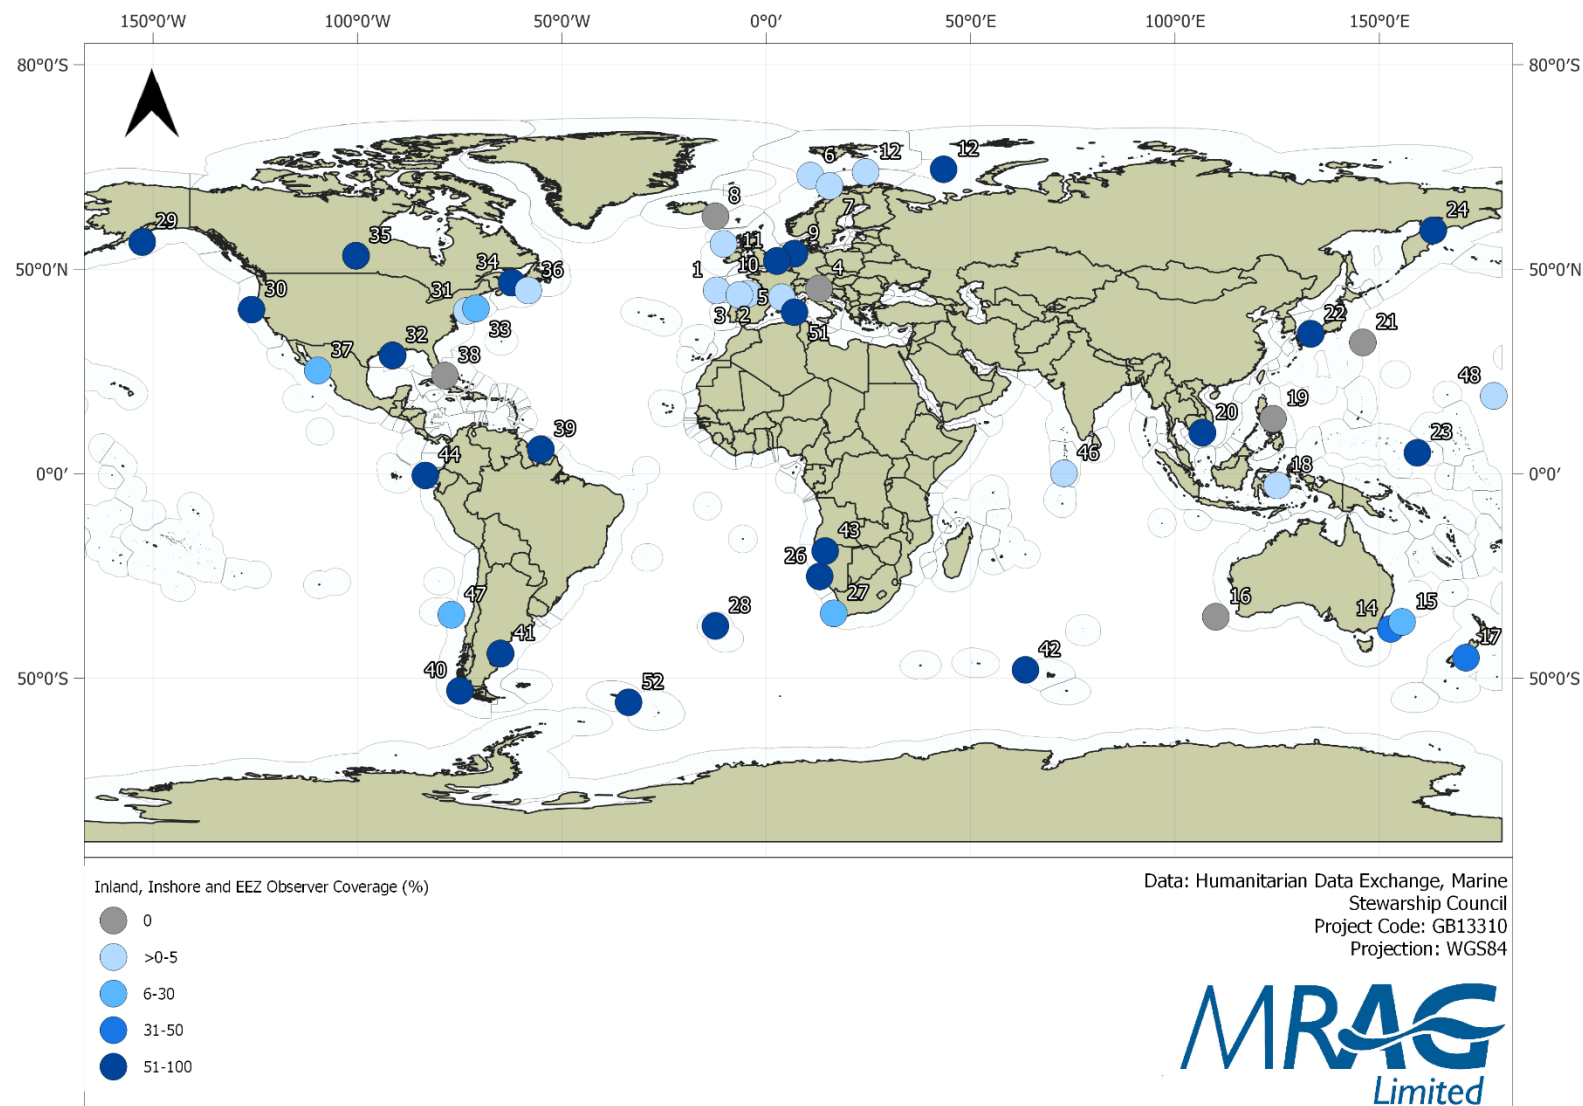 150°0'W 100°0'W 50°0'W 0°0' 50°0'E 100°0'E 150°0'E
80°0'S 80°0'S
6 12 12
8
29 7 24
35 11 9
34 36 1 10 4
50°0'N 50°0'N
30 31 5
33 3 2 51 22 21
37 32 38
48
39 20 19 23
44 46 18
0°0' 0°0'
43
26
47 28 27 16 14 15
41 42 17
40 52
50°0'S 50°0'S
Inland, Inshore and EEZ Observer Coverage (%)
0
>0-5
6-30
31-50
51-100
Data: Humanitarian Data Exchange, Marine
Stewarship Council
Project Code: GB13310
Projection: WGS84
MRAG
Limited